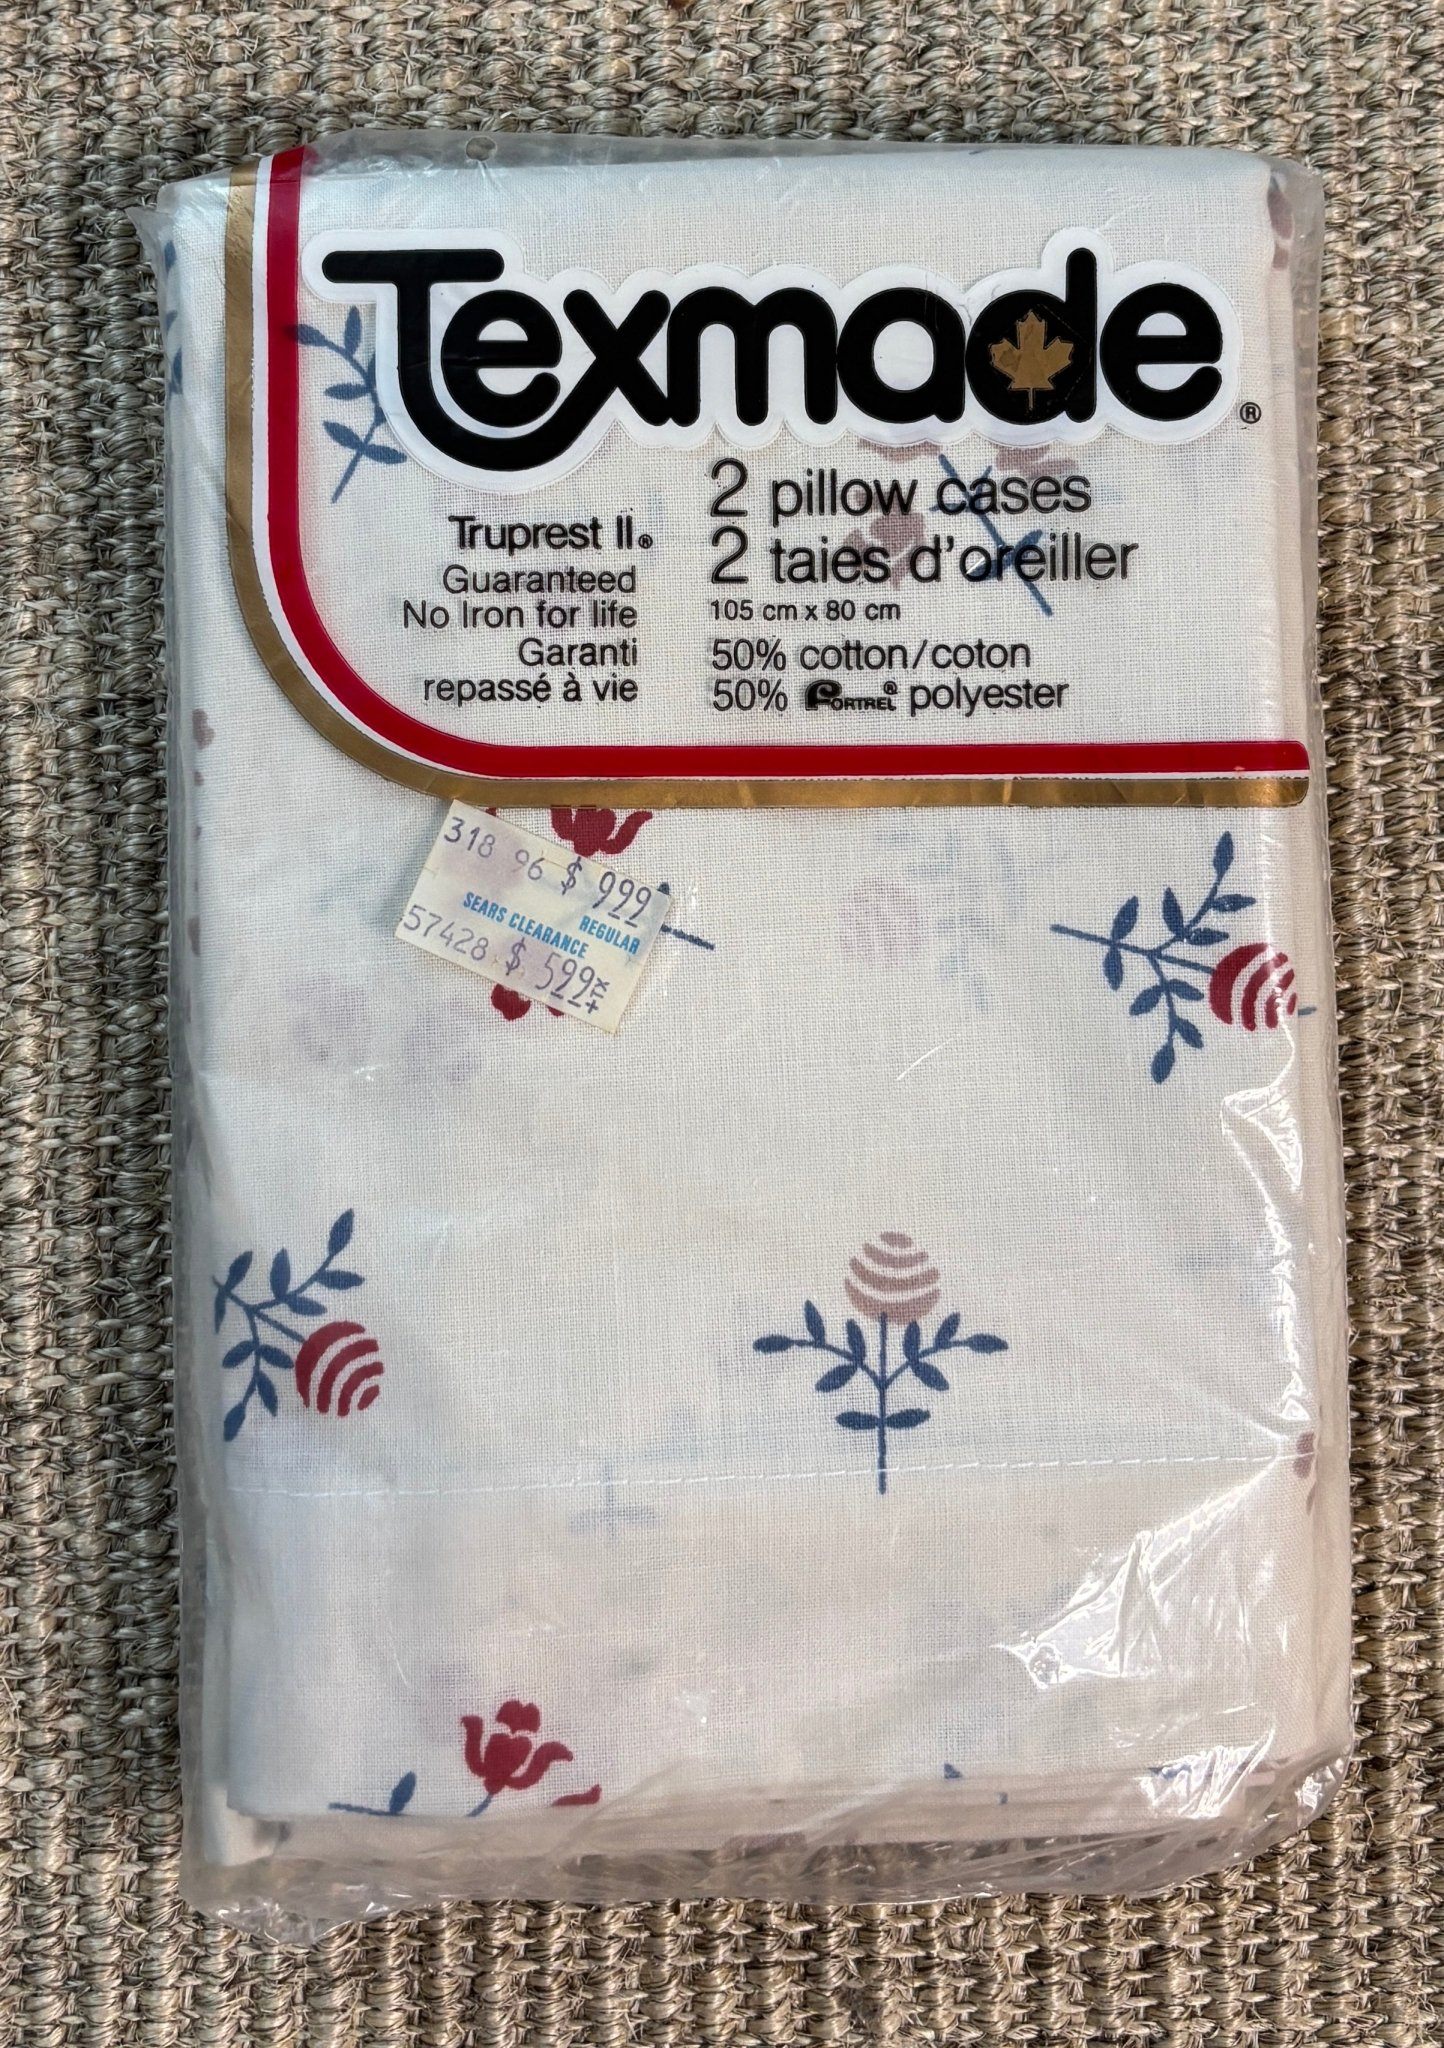 Texmade®
2 pillow cases
2 taies d'oreiller
105 cm x 80 cm
50% cotton/coton
50% FORTREL® polyester
Truprest II®
Guaranteed
No Iron for life
Garanti
repassé à vie
318 96 $ 999
REGULAR
SEARS CLEARANCE
57428 $ 599
+TX